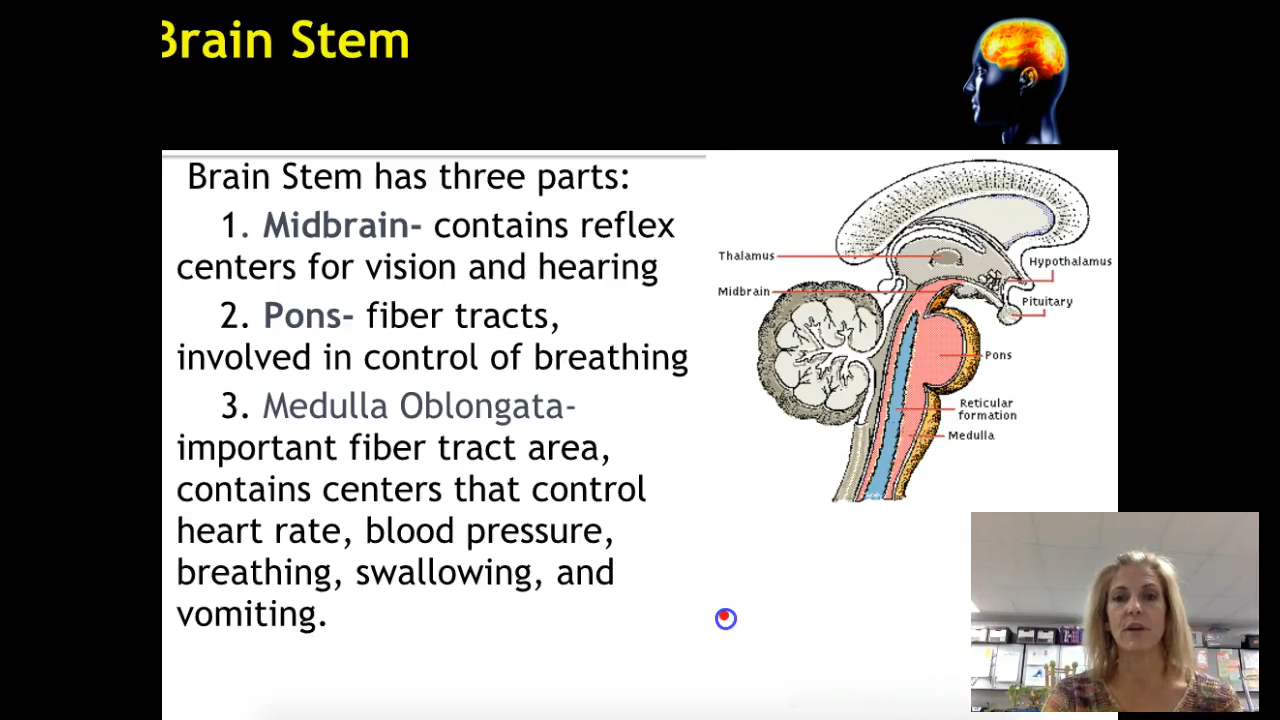 Brain Stem
Brain Stem has three parts:
1. Midbrain- contains reflex
centers for vision and hearing
2. Pons- fiber tracts,
involved in control of breathing
3. Medulla Oblongata-
important fiber tract area,
contains centers that control
heart rate, blood pressure,
breathing, swallowing, and
vomiting.
Thalamus
Hypothalamus
Midbrain
Pituitary
Pons
Reticular
formation
Medulla